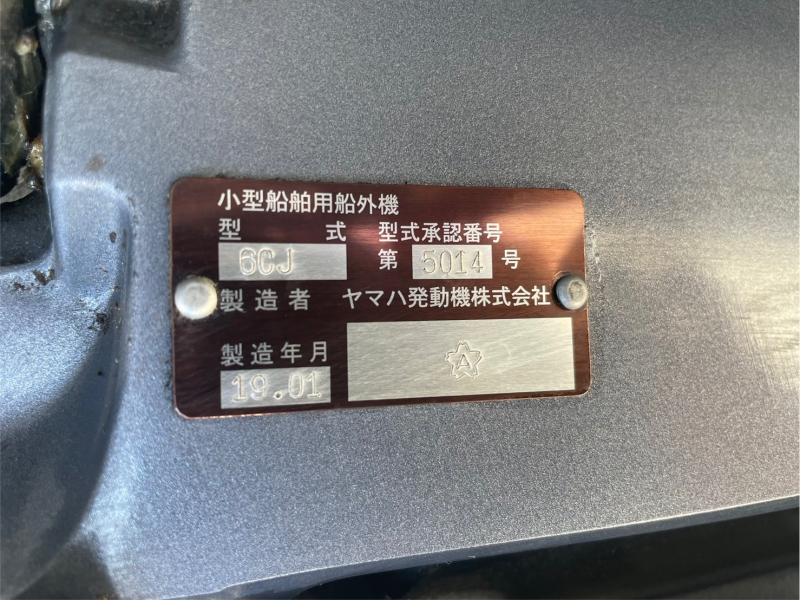 小型船舶用船外機
型 式 型式承認番号
6CJ 第 5014 号
製造者 ヤマハ発動機株式会社
製造年月
19.01
A